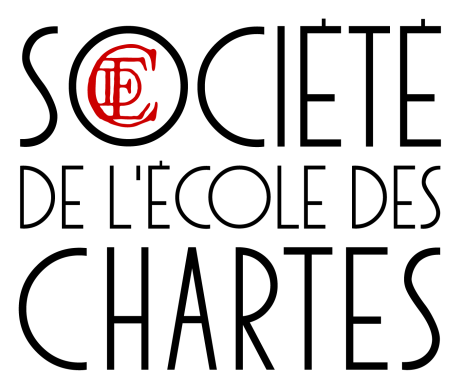 SOCIÉTÉ
DE L'ÉCOLE DES
CHARTES